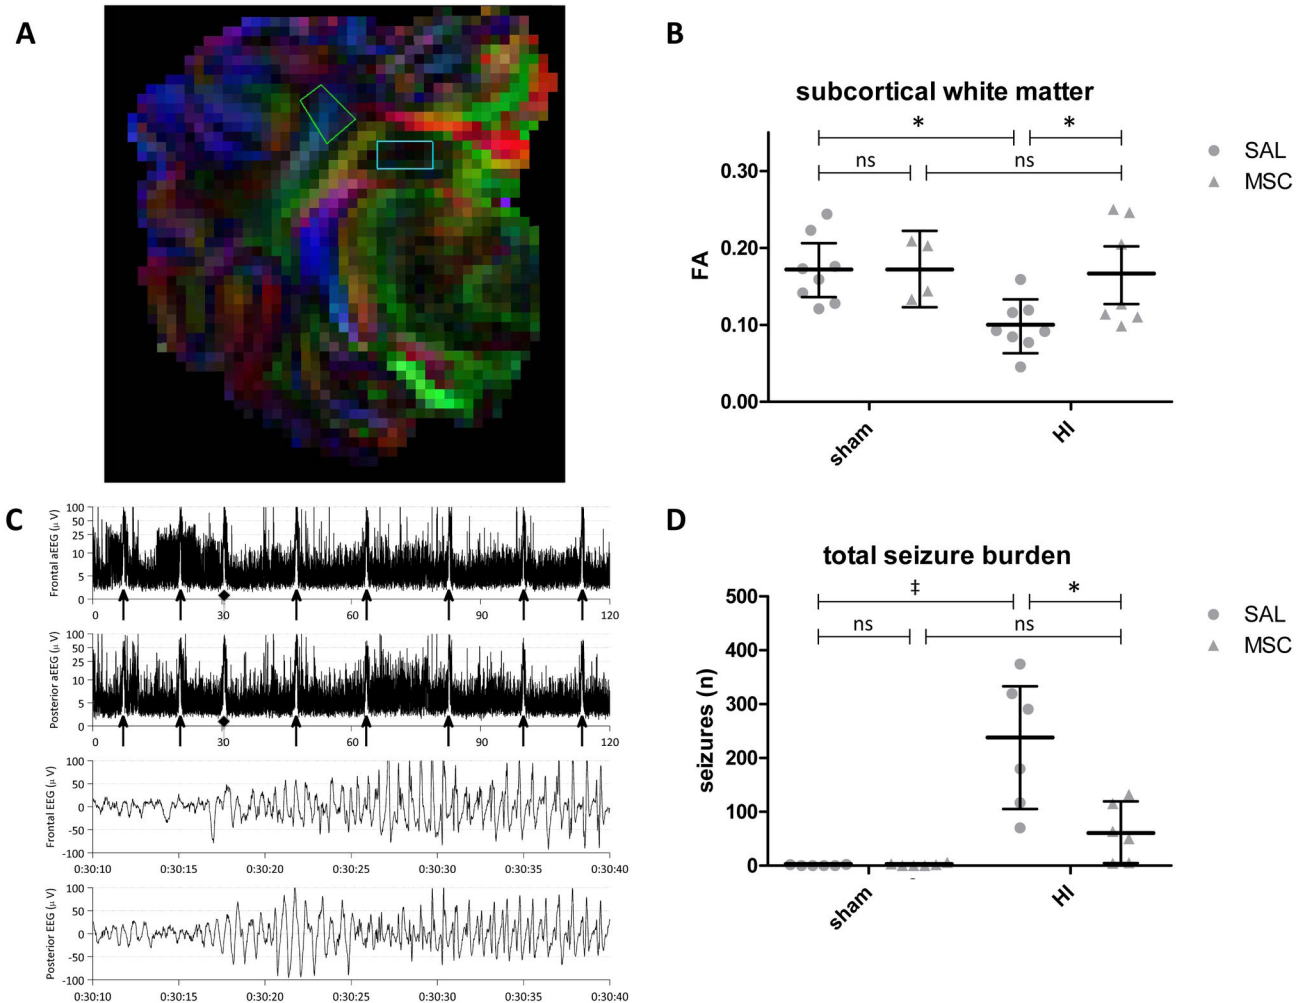 A
B
subcortical white matter
*
*
SAL
MSC
ns
ns
0.30
0.20
0.10
0.00
FA
sham
HI
C
Frontal aEEG (µ V)
100
50
25
10
5
0
0
30
60
90
120
Posterior aEEG (µ V)
100
50
25
10
5
0
0
30
60
90
120
Frontal EEG (µ V)
100
50
0
-50
-100
0:30:10
0:30:15
0:30:20
0:30:25
0:30:30
0:30:35
0:30:40
Posterior EEG (µ V)
100
50
0
-50
-100
0:30:10
0:30:15
0:30:20
0:30:25
0:30:30
0:30:35
0:30:40
D
total seizure burden
‡
*
SAL
MSC
ns
ns
500
400
300
200
100
0
seizures (n)
sham
HI